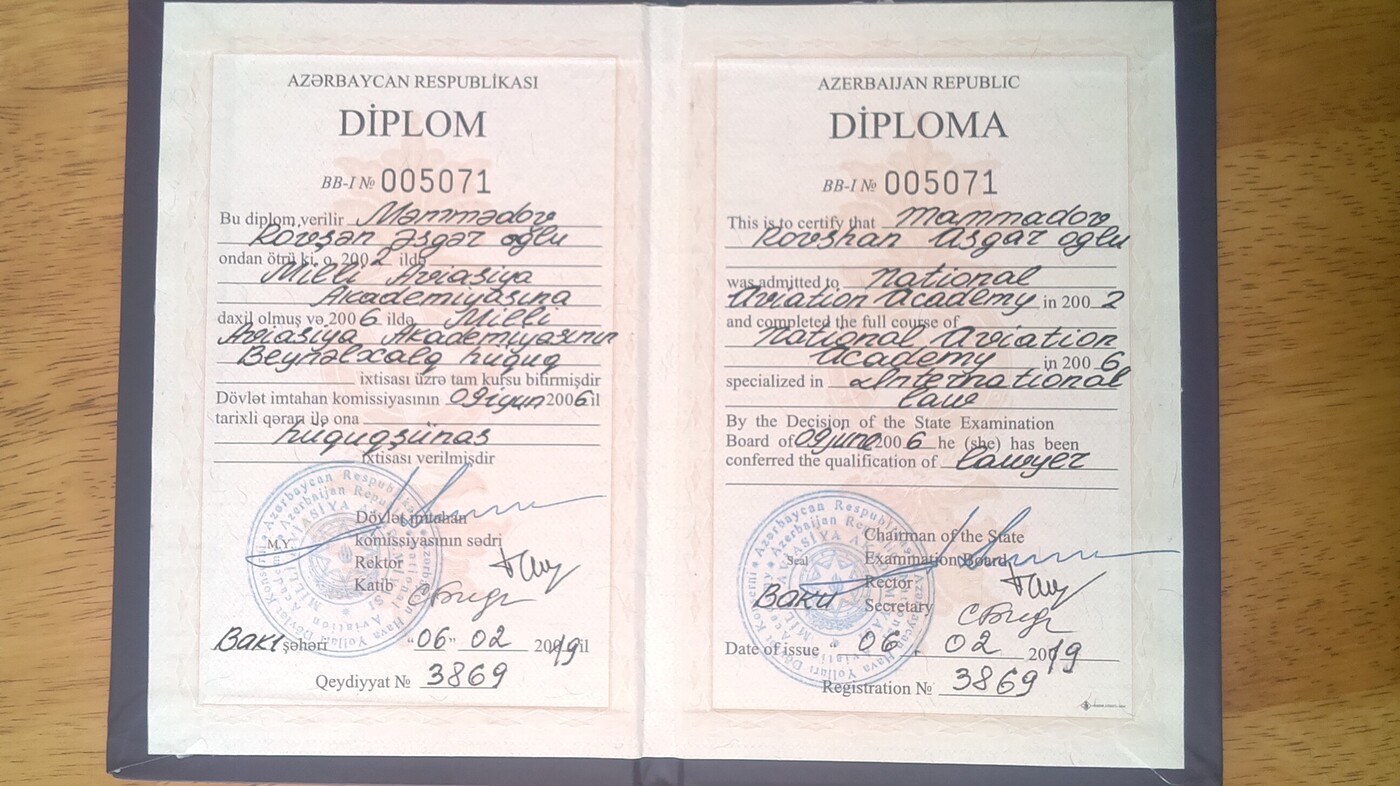 AZƏRBAYCAN RESPUBLİKASI
DİPLOM
BB-I № 005071
Bu diplom verilir Məmmədov
Rovşən Əsgər oğlu
ondan ötrü ki, o, 2002 ildə
Milli Aviasiya
Akademiyasına
daxil olmuş və 2006 ildə Milli
Aviasiya Akademiyasının
Beynəlxalq hüquq
ixtisası üzrə tam kursu bitirmişdir
Dövlət imtahan komissiyasının 09 iyun 2006 il
tarixli qərarı ilə ona
hüquqşünas
ixtisası verilmişdir
M.Y.
Dövlət imtahan
komissiyasının sədri
Rektor
Katib
Bakı şəhəri "06" 02 2019 il
Qeydiyyat № 3869
AZERBAIJAN REPUBLIC
DİPLOMA
BB-I № 005071
This is to certify that Mammadov
Rovshan Asgar oglu
was admitted to National
Aviation Academy in 2002
and completed the full course of
National Aviation
Academy in 2006
specialized in International
law
By the Decision of the State Examination
Board of 09 june 2006 he (she) has been
conferred the qualification of lawyer
Seal
Chairman of the State
Examination Board
Rector
Baku
Secretary
Date of issue "06 . 02 2019
Registration № 3869